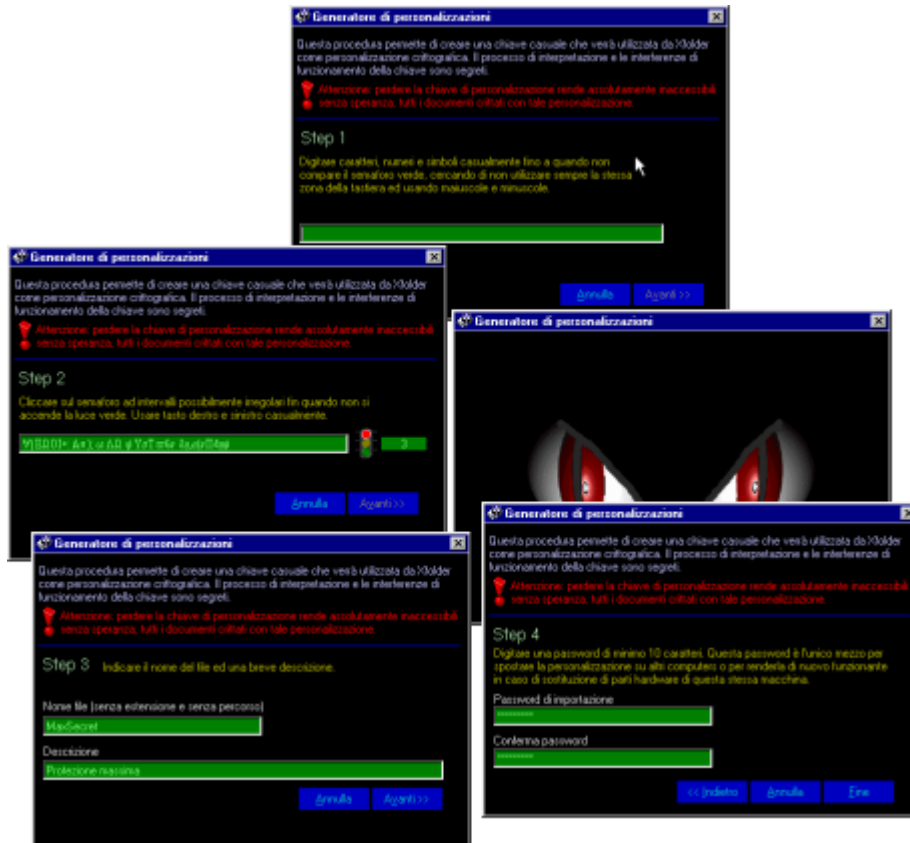 Generatore di personalizzazioni
Questa procedura permette di creare una chiave casuale che verrà utilizzata da Xfolder
come personalizzazione crittografica. Il processo di interpretazione e le interferenze di
funzionamento della chiave sono segreti.
Attenzione: perdere la chiave di personalizzazione rende assolutamente inaccessibili
senza speranza, tutti i documenti crittati con tale personalizzazione.
Step 1
Digitare caratteri, numeri e simboli casualmente fino a quando non
compare il semaforo verde, cercando di non utilizzare sempre la stessa
zona della tastiera ed usando maiuscole e minuscole.
Annulla Avanti >>
Generatore di personalizzazioni
Questa procedura permette di creare una chiave casuale che verrà utilizzata da Xfolder
come personalizzazione crittografica. Il processo di interpretazione e le interferenze di
funzionamento della chiave sono segreti.
Attenzione: perdere la chiave di personalizzazione rende assolutamente inaccessibili
senza speranza, tutti i documenti crittati con tale personalizzazione.
Step 2
Cliccare sul semaforo ad intervalli possibilmente irregolari fin quando non si
accende la luce verde. Usare tasto destro e sinistro casualmente.
3
Annulla Avanti >>
Generatore di personalizzazioni
Generatore di personalizzazioni
Questa procedura permette di creare una chiave casuale che verrà utilizzata da Xfolder
come personalizzazione crittografica. Il processo di interpretazione e le interferenze di
funzionamento della chiave sono segreti.
Attenzione: perdere la chiave di personalizzazione rende assolutamente inaccessibili
senza speranza, tutti i documenti crittati con tale personalizzazione.
Step 3 Indicare il nome del file ed una breve descrizione.
Nome file (senza estensione e senza percorso)
MaxSecret
Descrizione
Protezione massima
Annulla Avanti >>
Generatore di personalizzazioni
Questa procedura permette di creare una chiave casuale che verrà utilizzata da Xfolder
come personalizzazione crittografica. Il processo di interpretazione e le interferenze di
funzionamento della chiave sono segreti.
Attenzione: perdere la chiave di personalizzazione rende assolutamente inaccessibili
senza speranza, tutti i documenti crittati con tale personalizzazione.
Step 4
Digitare una password di minimo 10 caratteri. Questa password è l'unico mezzo per
spostare la personalizzazione su altri computers o per renderla di nuovo funzionante
in caso di sostituzione di parti hardware di questa stessa macchina.
Password di importazione
Conferma password
<< Indietro Annulla Fine